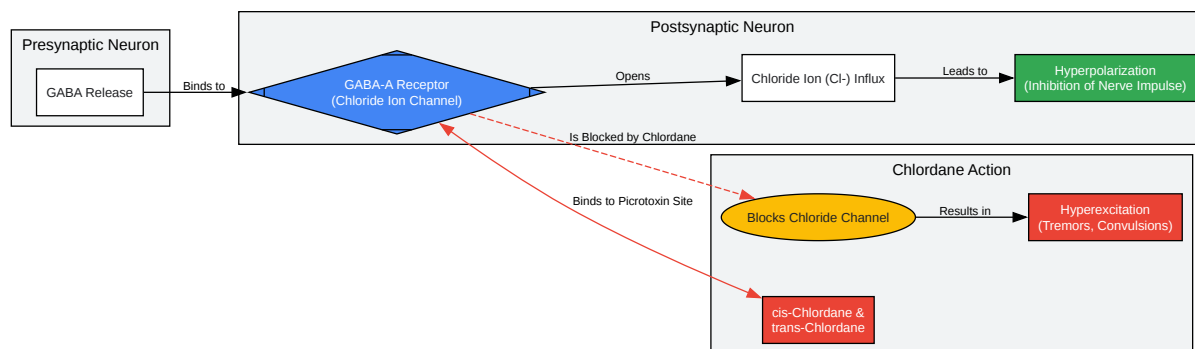 Presynaptic Neuron
GABA Release
Binds to
Postsynaptic Neuron
GABA-A Receptor
(Chloride Ion Channel)
Opens
Chloride Ion (Cl-) Influx
Leads to
Hyperpolarization
(Inhibition of Nerve Impulse)
Is Blocked by Chlordane
Binds to Picrotoxin Site
Chlordane Action
Blocks Chloride Channel
Results in
Hyperexcitation
(Tremors, Convulsions)
cis-Chlordane &
trans-Chlordane